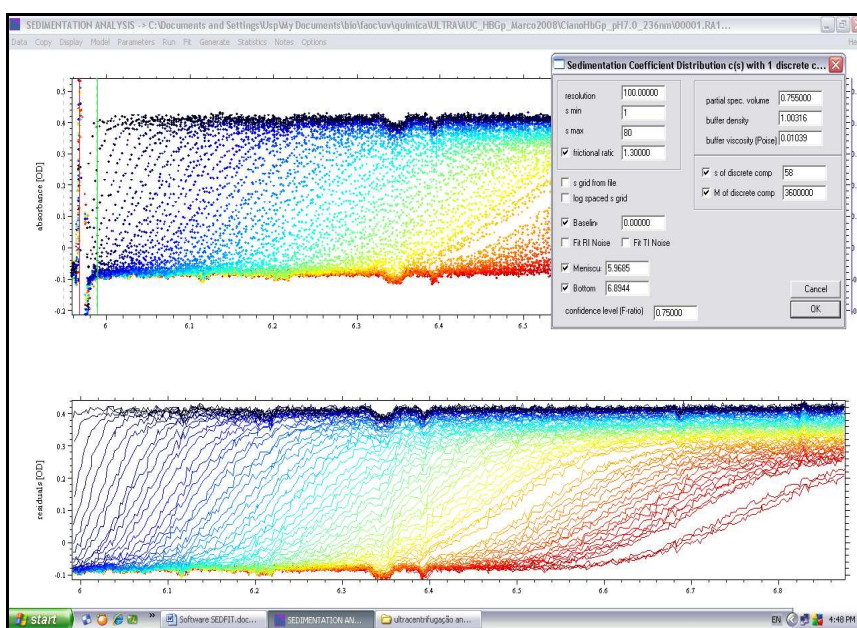 SEDIMENTATION ANALYSIS -> C:\Documents and Settings\Usp\My Documents\bio\faoc\uv\quimica\ULTRA\AUC_HBGp_Marco2008\CianoHbGp_pH7.0_236nm\00001.RA1...
Data Copy Display Model Parameters Run Fit Generate Statistics Notes Options
Sedimentation Coefficient Distribution c(s) with 1 discrete c...
resolution 100.00000
s min 1
s max 80
frictional ratio 1.30000
partial spec. volume 0.755000
buffer density 1.00316
buffer viscosity (Poise) 0.01039
s grid from file
log spaced s grid
s of discrete comp 58
M of discrete comp 3600000
Baseline 0.00000
Fit RI Noise Fit TI Noise
Meniscu 5.9685
Bottom 6.8944
confidence level (F-ratio) 0.75000
Cancel
OK
absorbance [OD]
0.5
0.4
0.3
0.2
0.1
0
-0.1
-0.2
6 6.1 6.2 6.3 6.4 6.5
residuals [OD]
0.4
0.3
0.2
0.1
0
-0.1
6 6.1 6.2 6.3 6.4 6.5 6.6 6.7 6.8
start
Software SEDFIT.doc...
SEDIMENTATION AN...
ultracentrifugação an...
EN
4:48 PM